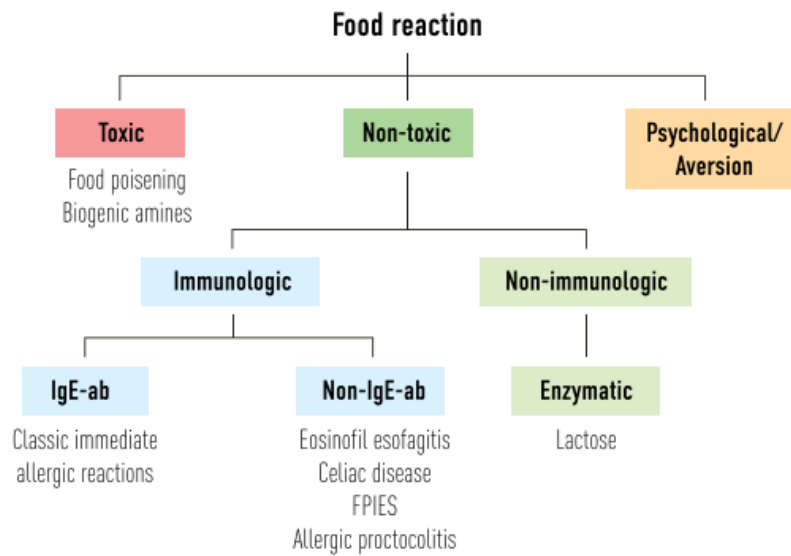 Food reaction
Toxic
Food poisening
Biogenic amines
Non-toxic
Psychological/
Aversion
Immunologic
Non-immunologic
IgE-ab
Classic immediate
allergic reactions
Non-IgE-ab
Eosinofil esofagitis
Celiac disease
FPIES
Allergic proctocolitis
Enzymatic
Lactose